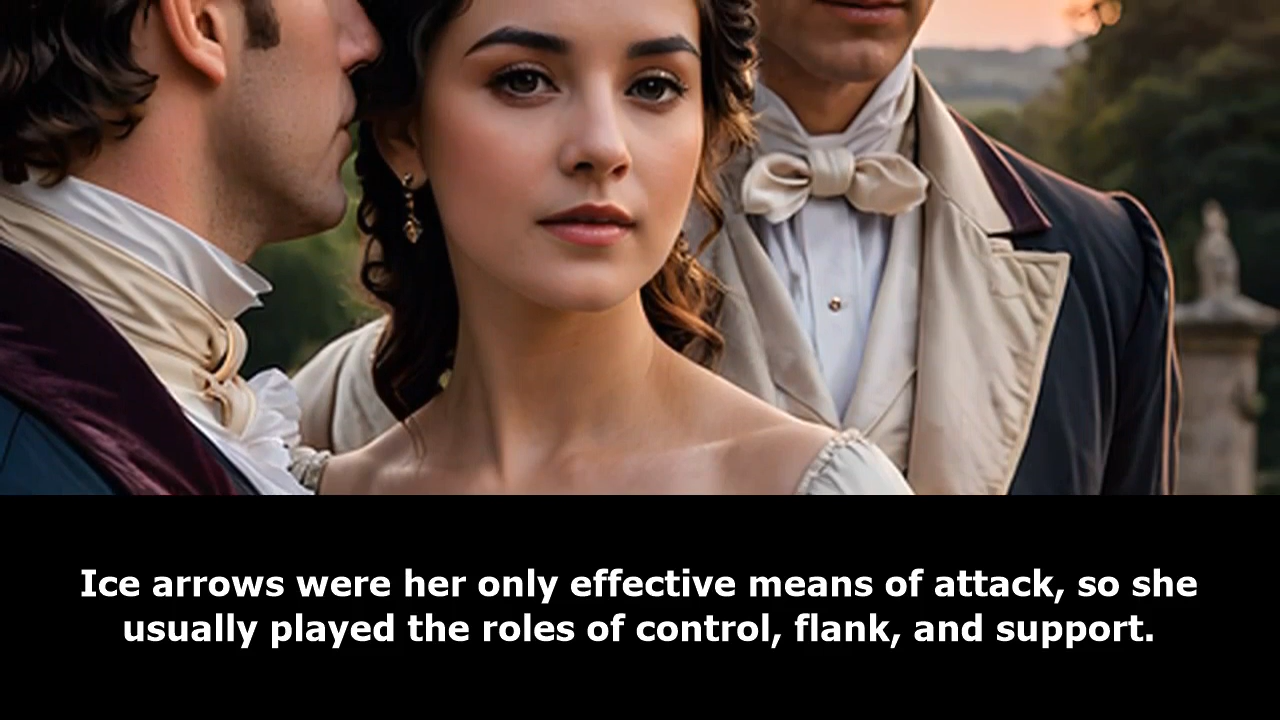 Ice arrows were her only effective means of attack, so she
usually played the roles of control, flank, and support.